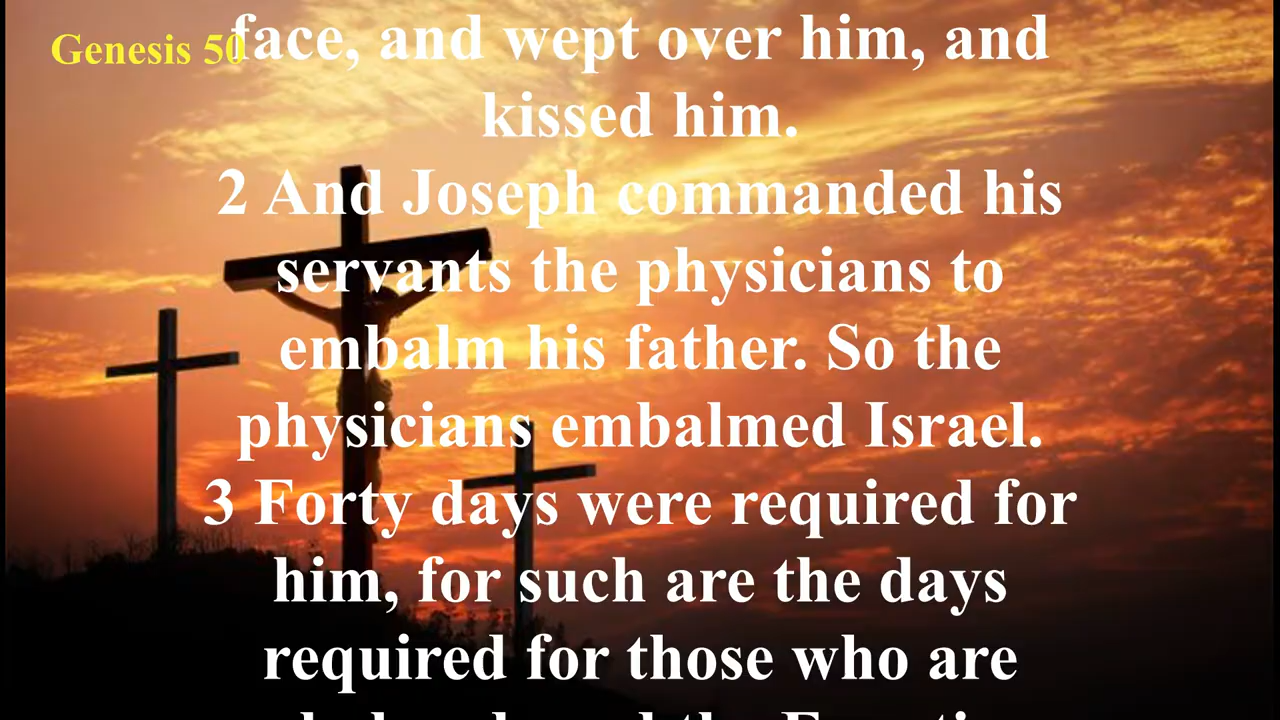 Genesis 50
face, and wept over him, and
kissed him.
2 And Joseph commanded his
servants the physicians to
embalm his father. So the
physicians embalmed Israel.
3 Forty days were required for
him, for such are the days
required for those who are